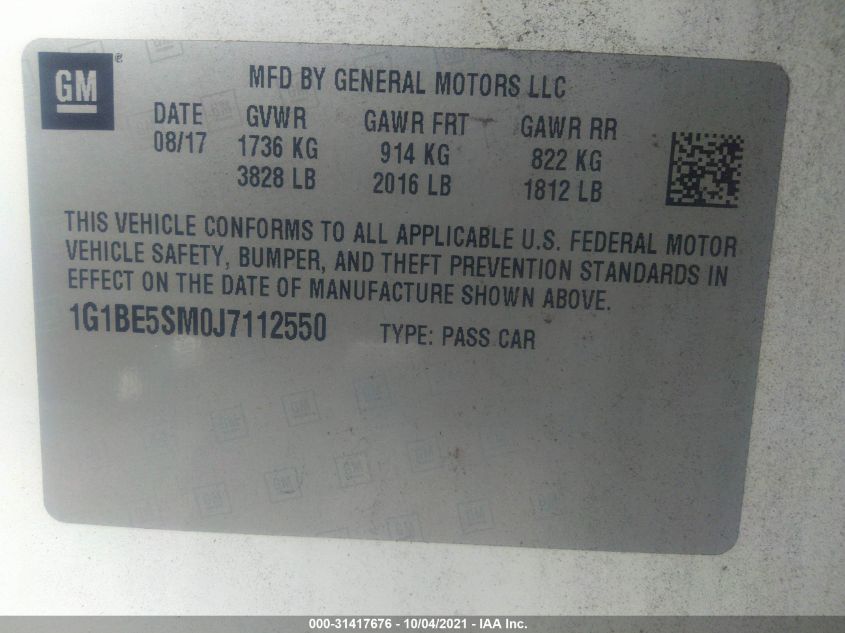 GM ®
MFD BY GENERAL MOTORS LLC
DATE GVWR GAWR FRT GAWR RR
08/17 1736 KG 914 KG 822 KG
3828 LB 2016 LB 1812 LB
THIS VEHICLE CONFORMS TO ALL APPLICABLE U.S. FEDERAL MOTOR
VEHICLE SAFETY, BUMPER, AND THEFT PREVENTION STANDARDS IN
EFFECT ON THE DATE OF MANUFACTURE SHOWN ABOVE.
1G1BE5SM0J7112550 TYPE: PASS CAR
000-31417676 - 10/04/2021 - IAA Inc.